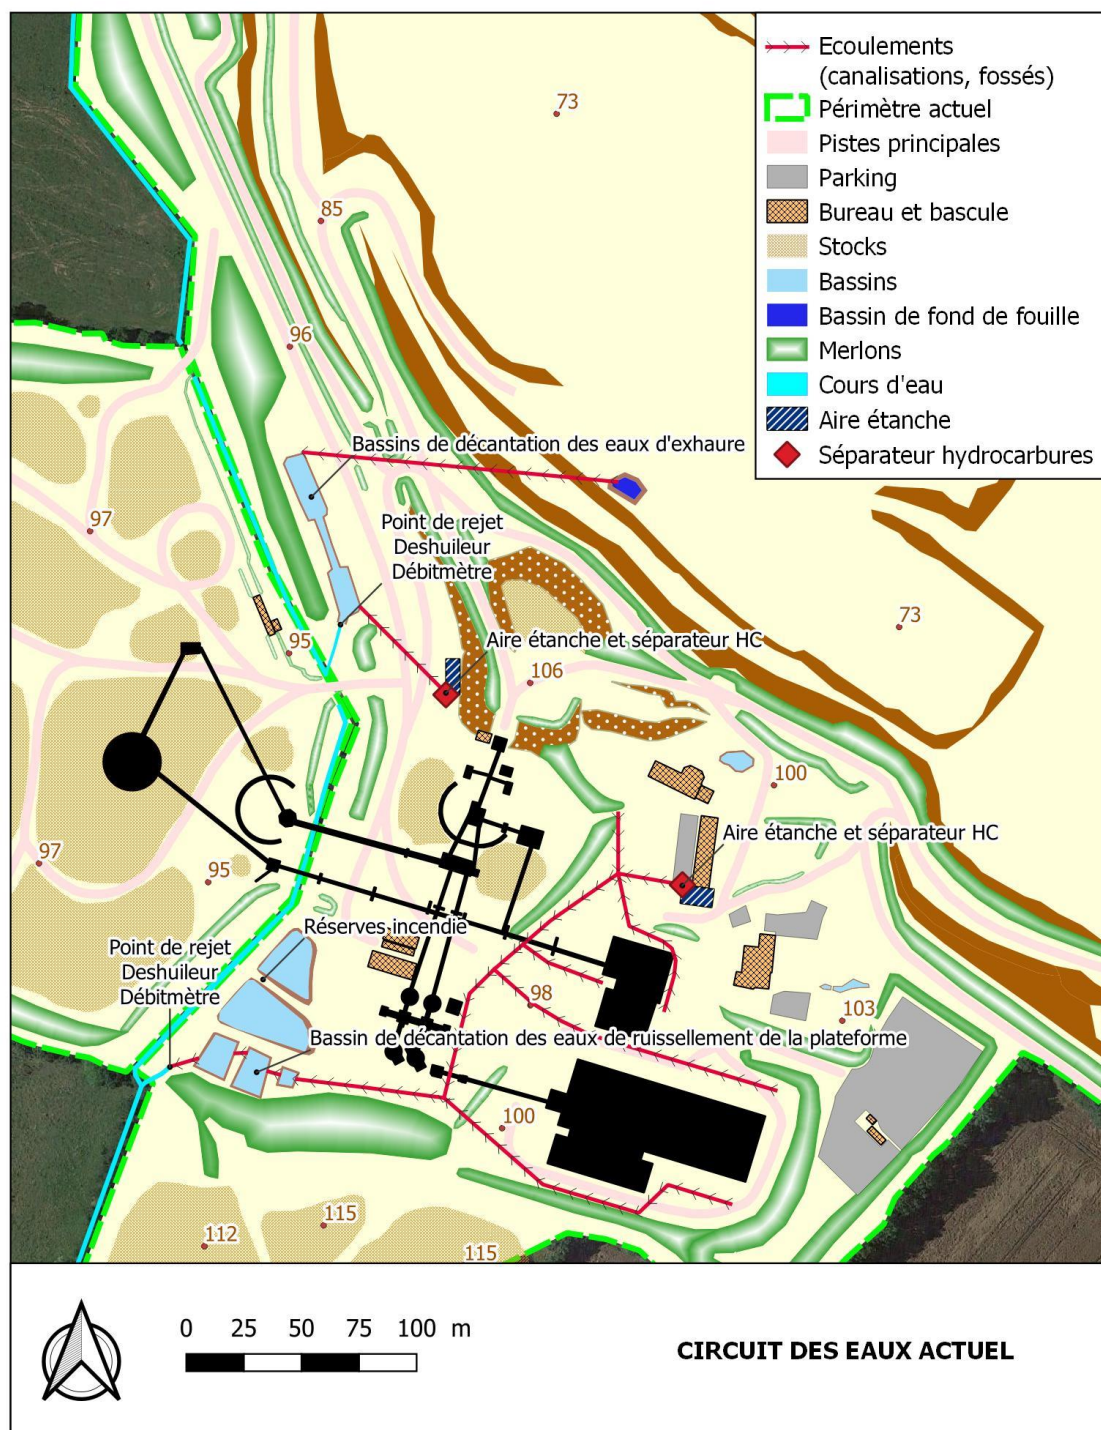 Ecoulements
(canalisations, fossés)
Périmètre actuel
Pistes principales
Parking
Bureau et bascule
Stocks
Bassins
Bassin de fond de fouille
Merlons
Cours d'eau
Aire étanche
Séparateur hydrocarbures
73
85
96
Bassins de décantation des eaux d'exhaure
97
Point de rejet
Deshuileur
Débitmètre
73
95
Aire étanche et séparateur HC
106
100
Aire étanche et séparateur HC
97
95
Réserves incendie
Point de rejet
Deshuileur
Débitmètre
98
103
Bassin de décantation des eaux de ruissellement de la plateforme
100
115
112
115
0 25 50 75 100 m
CIRCUIT DES EAUX ACTUEL